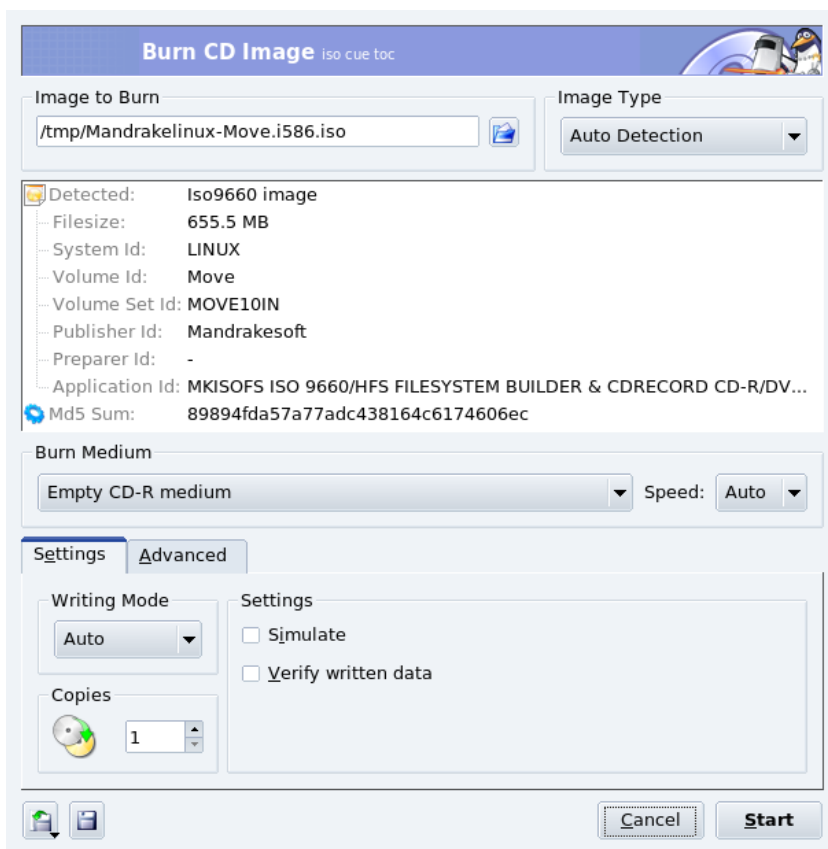 Burn CD Image iso cue toc
Image to Burn
Image Type
/tmp/Mandrakelinux-Move.i586.iso
Auto Detection
Detected: Iso9660 image
Filesize: 655.5 MB
System Id: LINUX
Volume Id: Move
Volume Set Id: MOVE10IN
Publisher Id: Mandrakesoft
Preparer Id: -
Application Id: MKISOFS ISO 9660/HFS FILESYSTEM BUILDER & CDRECORD CD-R/DV...
Md5 Sum: 89894fda57a77adc438164c6174606ec
Burn Medium
Empty CD-R medium
Speed: Auto
Settings
Advanced
Writing Mode
Auto
Settings
Simulate
Verify written data
Copies
1
Cancel
Start